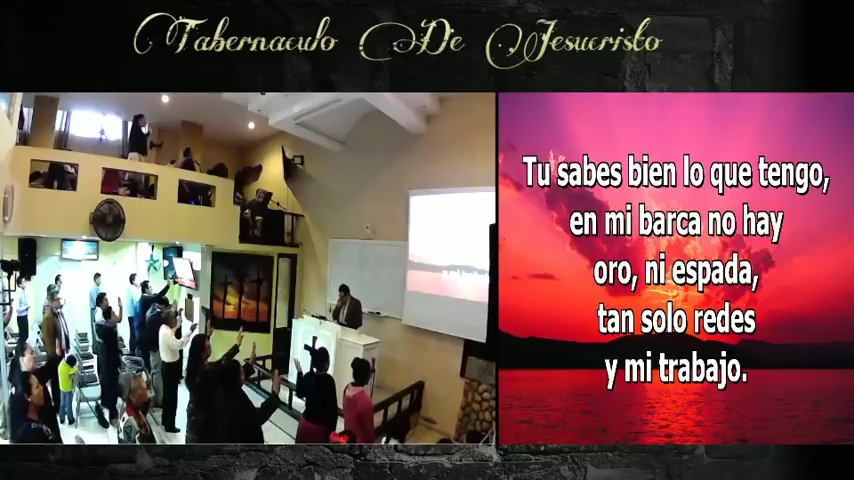 Tabernaculo De Jesucristo
Tu sabes bien lo que tengo,
en mi barca no hay
oro, ni espada,
tan solo redes
y mi trabajo.